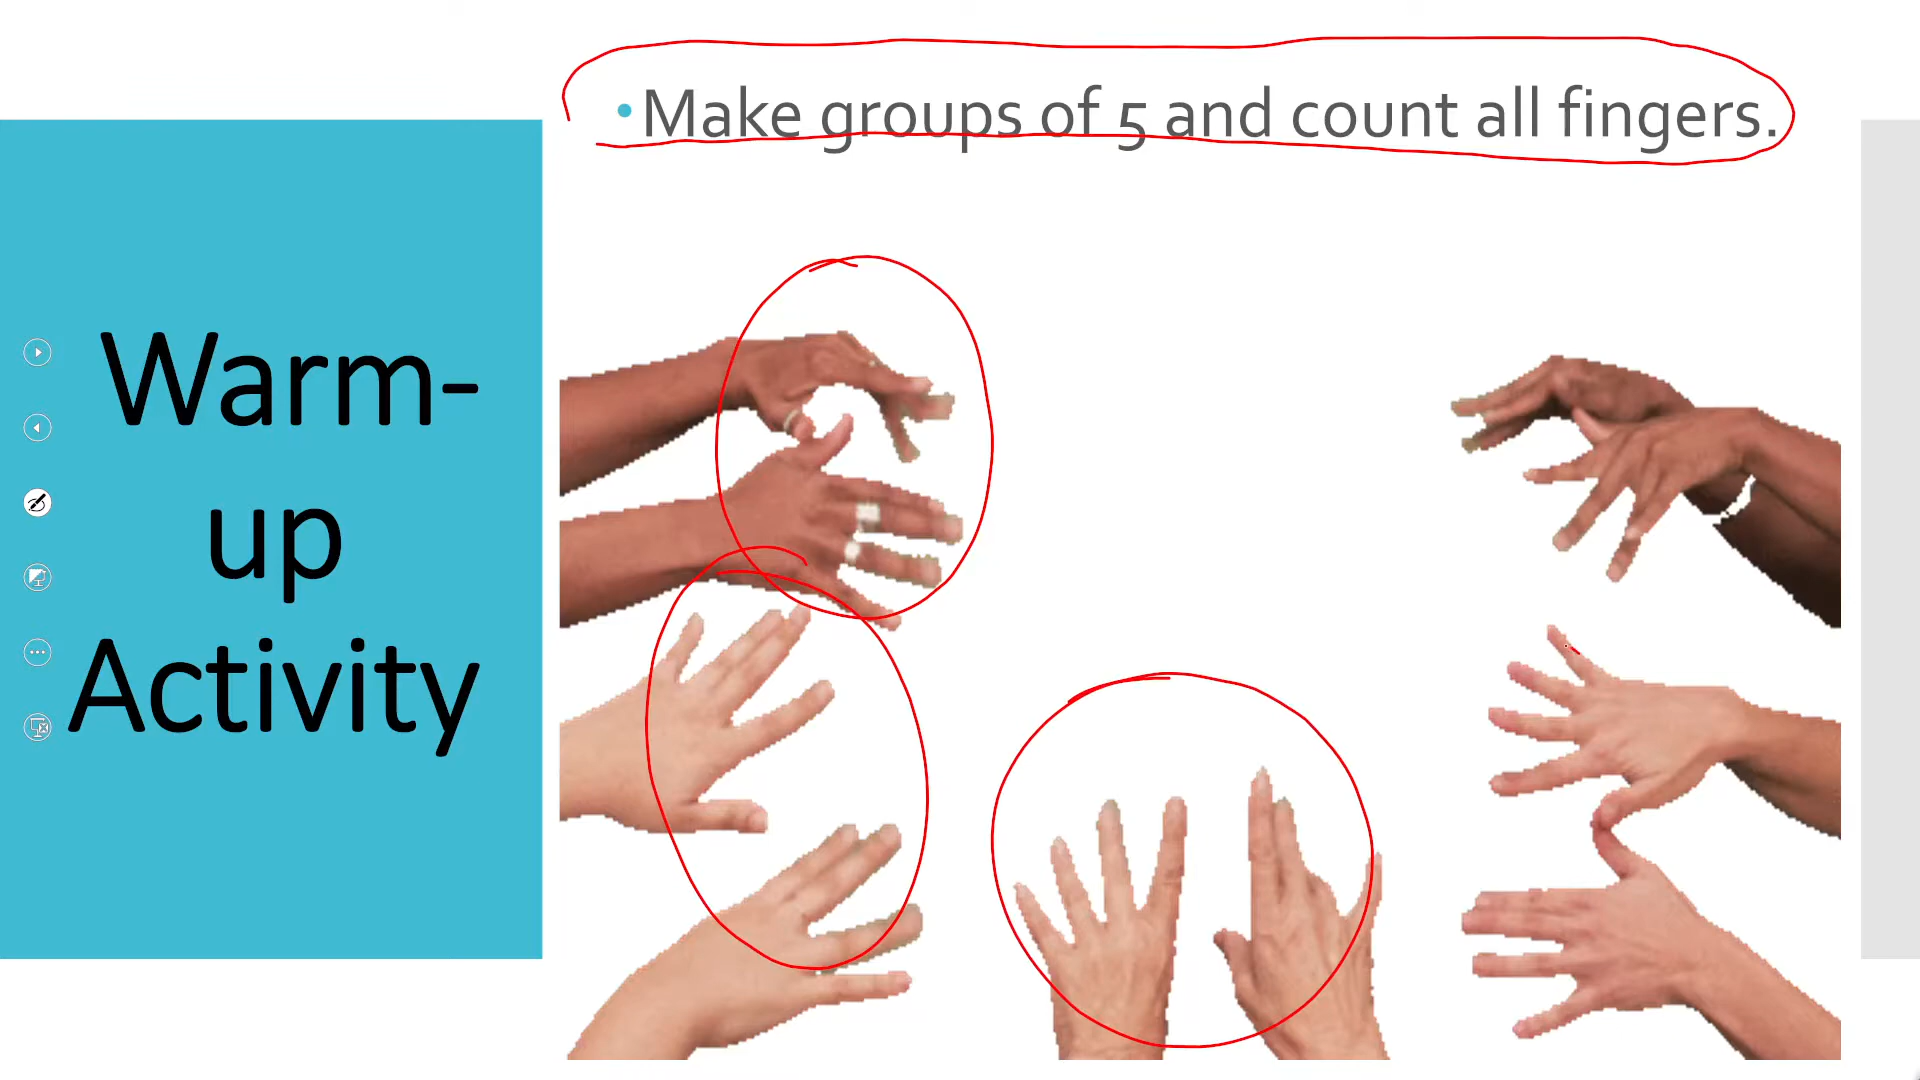 • Make groups of 5 and count all fingers.
Warm-
up
Activity